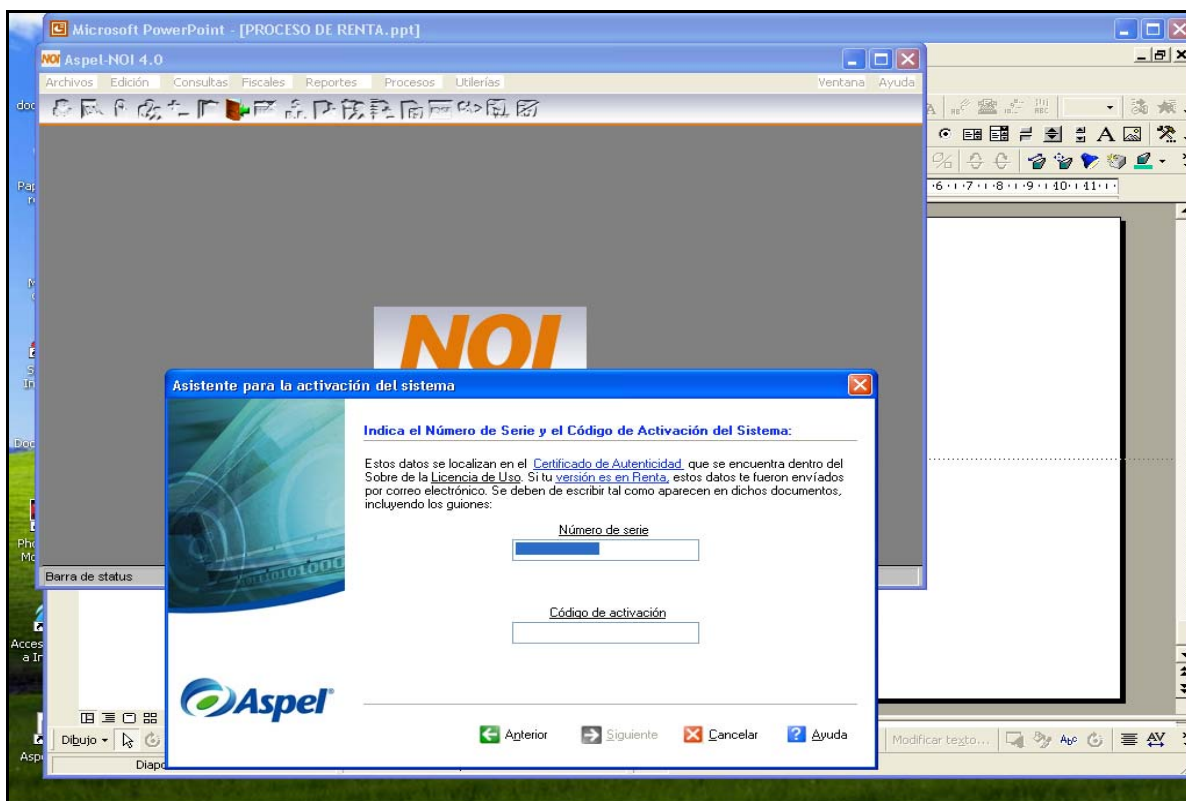 Microsoft PowerPoint - [PROCESO DE RENTA.ppt]
Aspel-NOI 4.0
Archivos Edición Consultas Fiscales Reportes Procesos Utilerías Ventana Ayuda
NOI
Asistente para la activación del sistema
Indica el Número de Serie y el Código de Activación del Sistema:
Estos datos se localizan en el Certificado de Autenticidad que se encuentra dentro del
Sobre de la Licencia de Uso. Si tu versión es en Renta, estos datos te fueron envíados
por correo electrónico. Se deben de escribir tal como aparecen en dichos documentos,
incluyendo los guiones:
Número de serie
Barra de status
Código de activación
Aspel
Anterior Siguiente Cancelar Ayuda
Dibujo
Modificar texto...